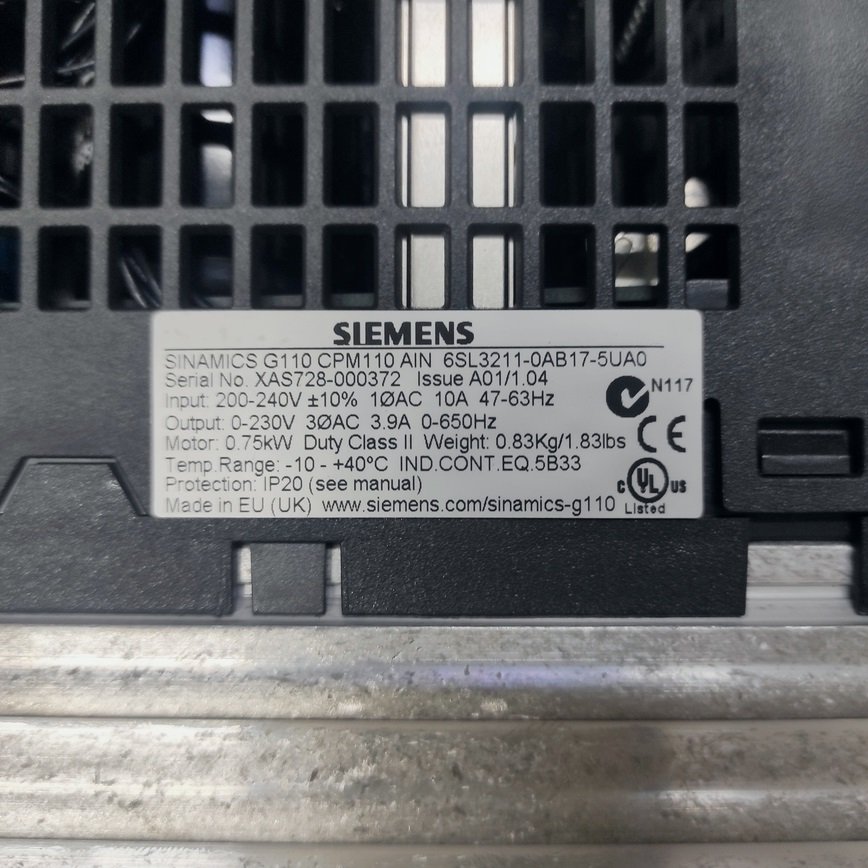 SIEMENS
SINAMICS G110 CPM110 AIN 6SL3211-0AB17-5UA0
Serial No. XAS728-000372 Issue A01/1.04
N117
Input: 200-240V ±10% 1ØAC 10A 47-63Hz
Output: 0-230V 3ØAC 3.9A 0-650Hz
Motor: 0.75kW Duty Class II Weight: 0.83Kg/1.83lbs
CE
Temp.Range: -10 - +40ºC IND.CONT.EQ.5B33
Protection: IP20 (see manual)
c UL US
Listed
Made in EU (UK) www.siemens.com/sinamics-g110